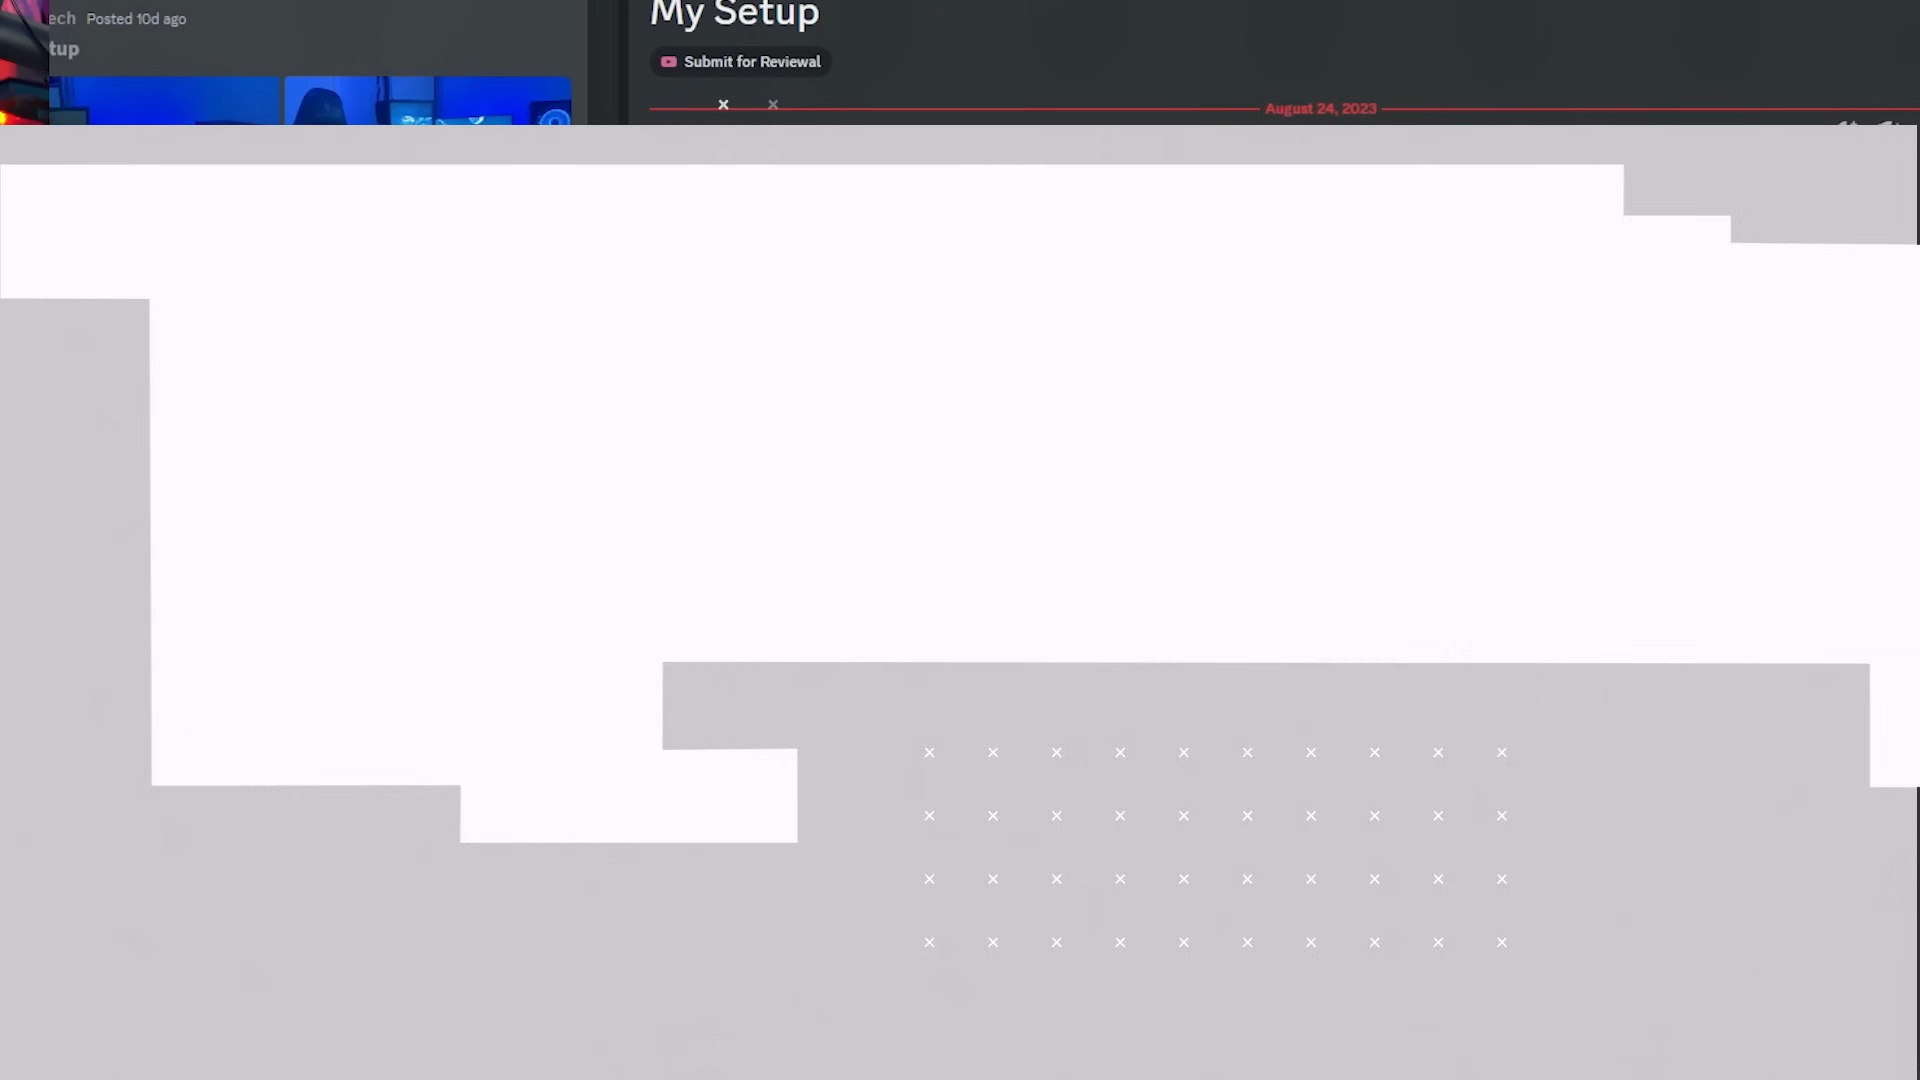 ech Posted 10d ago
tup
My Setup
Submit for Reviewal
August 24, 2023